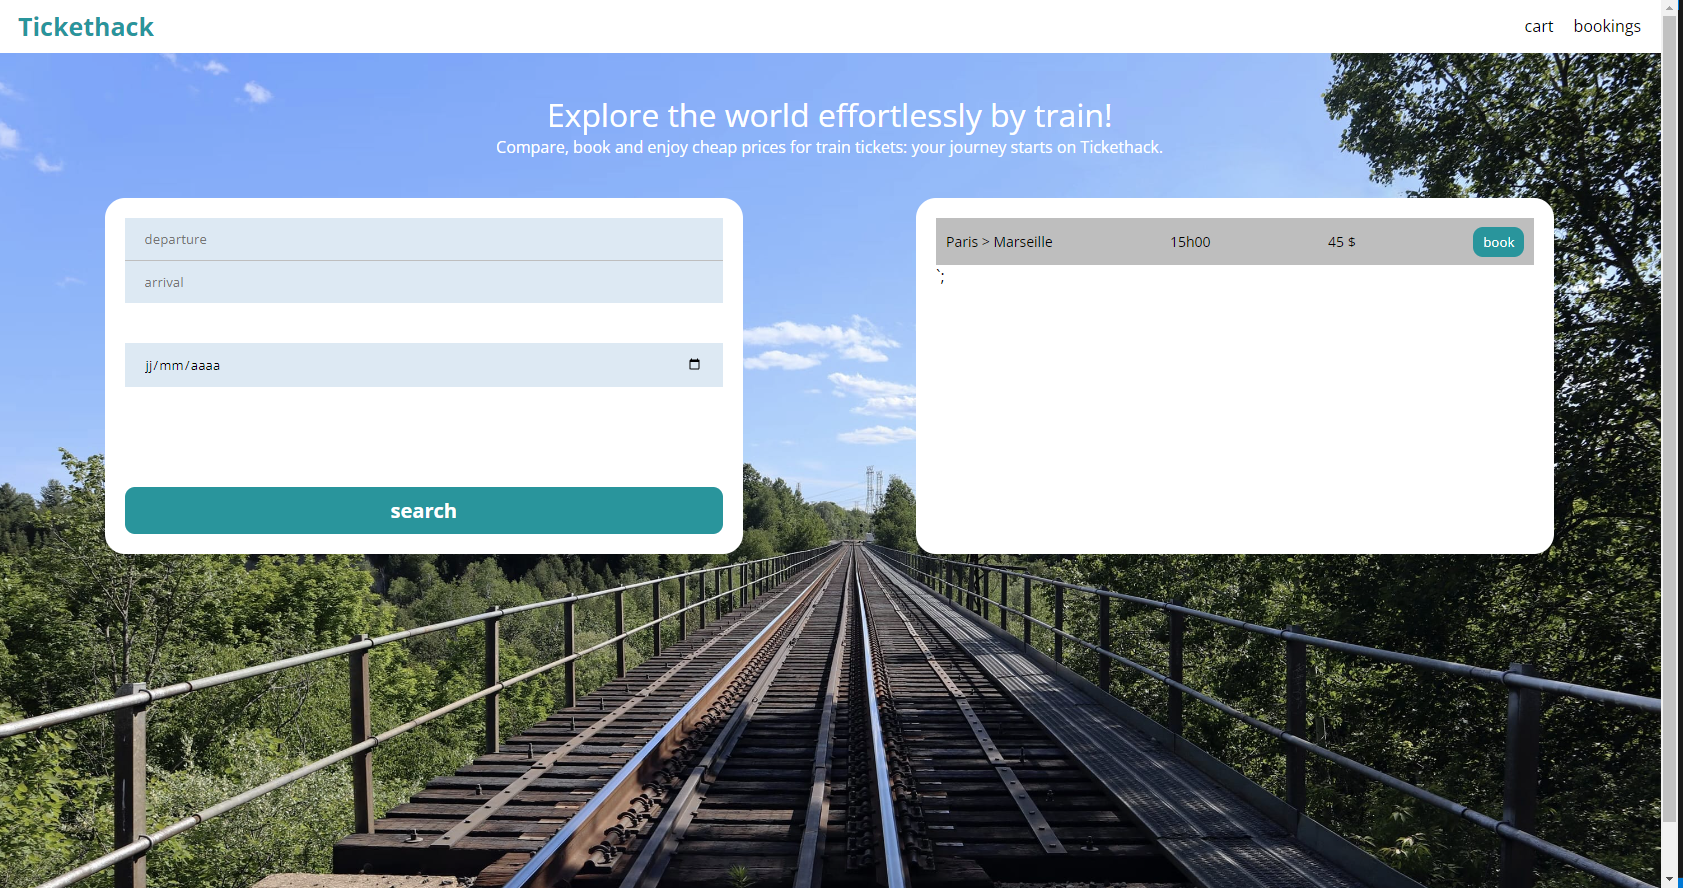 Tickethack
cart bookings
Explore the world effortlessly by train!
Compare, book and enjoy cheap prices for train tickets: your journey starts on Tickethack.
departure
arrival
jj/mm/aaaa
search
Paris > Marseille 15h00 45 $ book
`;